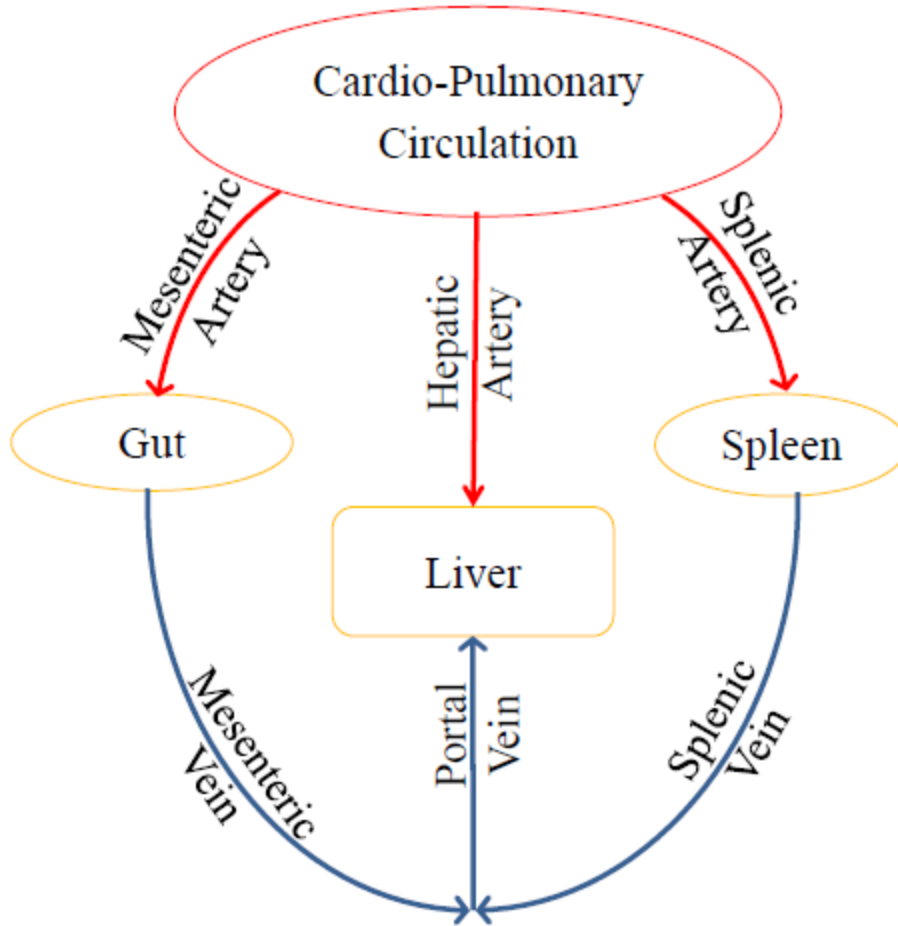 Cardio-Pulmonary
Circulation
Mesenteric
Artery
Hepatic
Artery
Splenic
Artery
Gut
Spleen
Liver
Mesenteric
Vein
Portal
Vein
Splenic
Vein